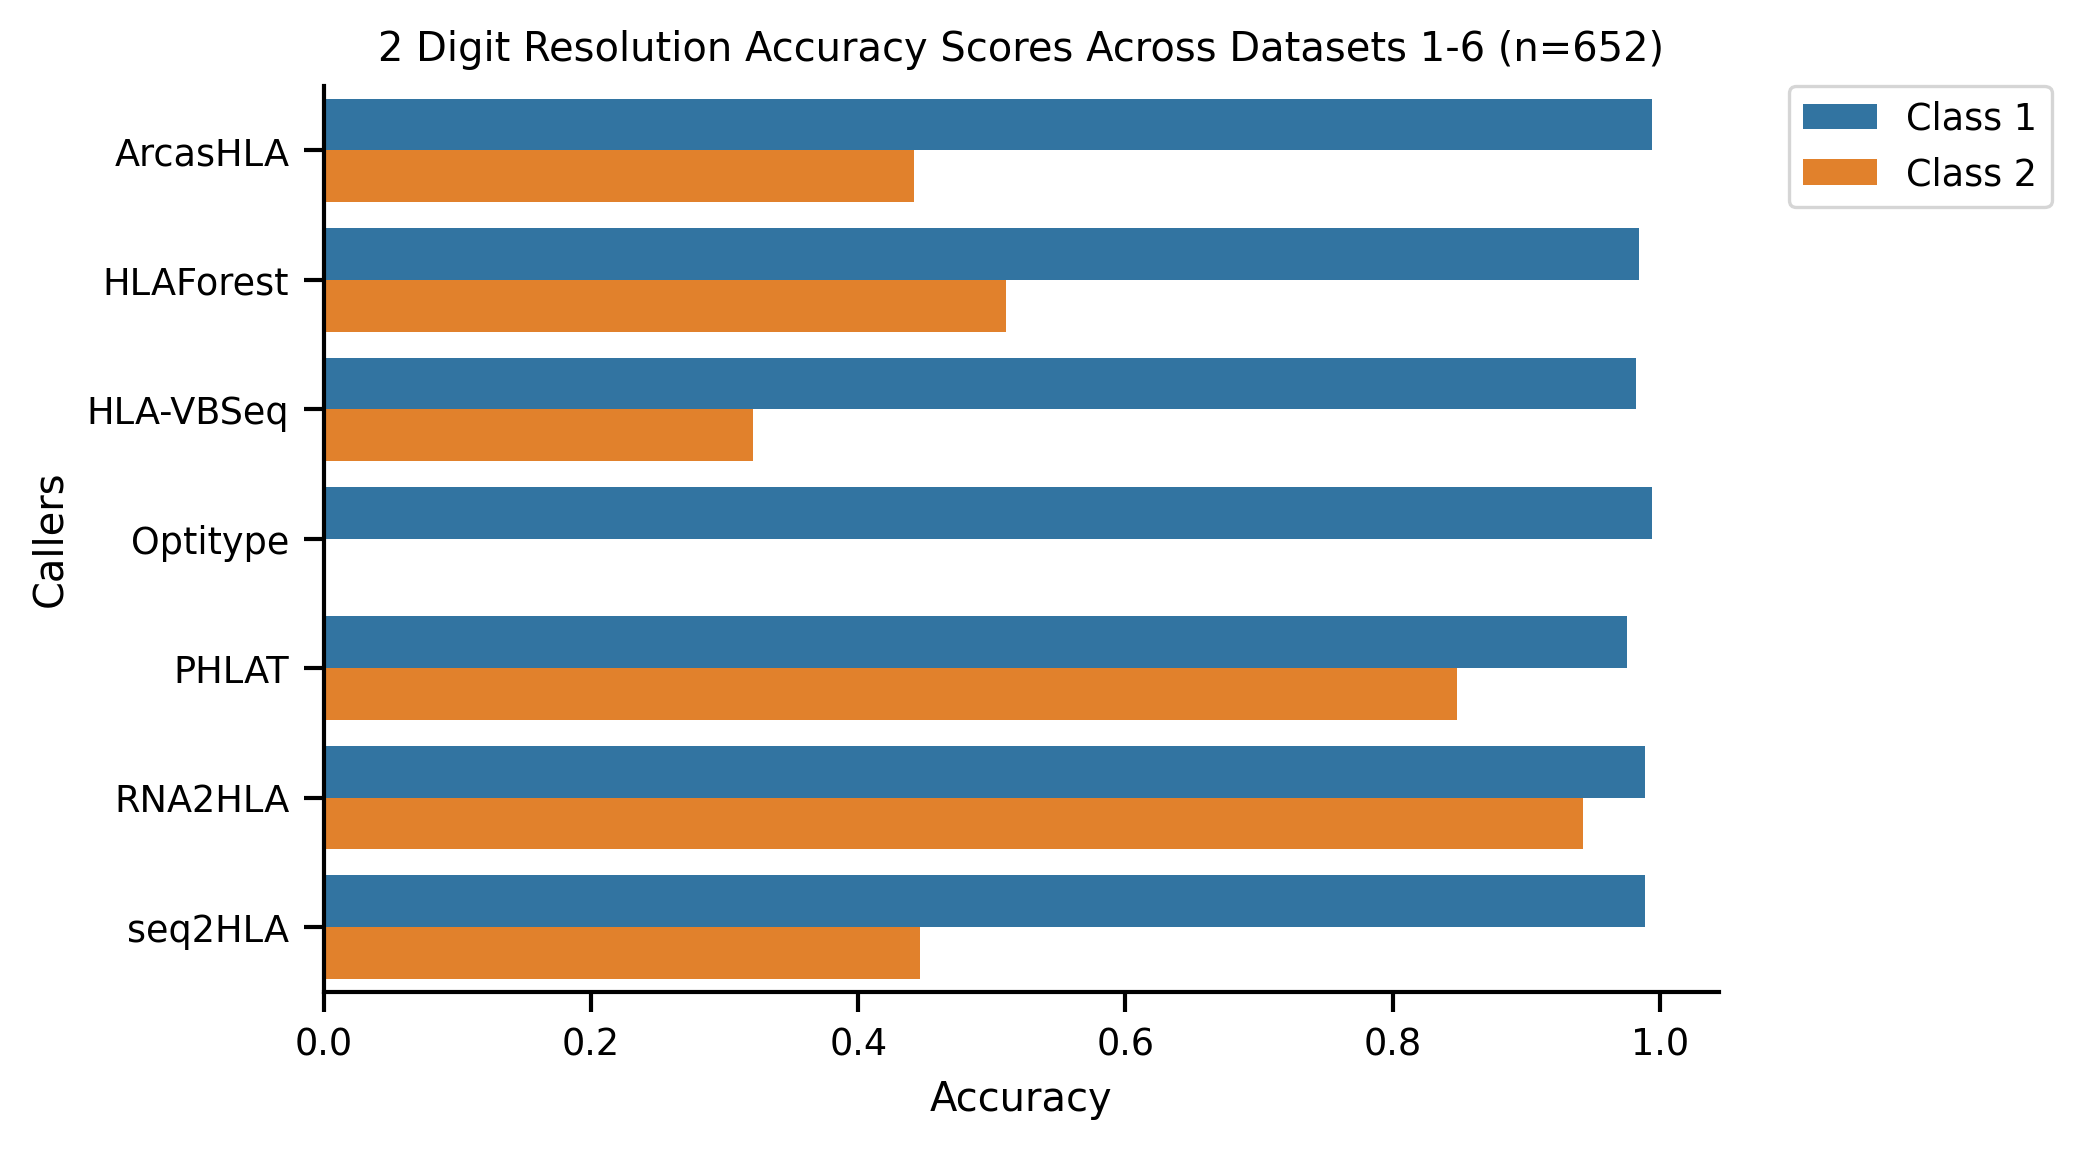 2 Digit Resolution Accuracy Scores Across Datasets 1-6 (n=652)
Class 1
Class 2
Callers
ArcasHLA
HLAForest
HLA-VBSeq
Optitype
PHLAT
RNA2HLA
seq2HLA
0.0 0.2 0.4 0.6 0.8 1.0
Accuracy